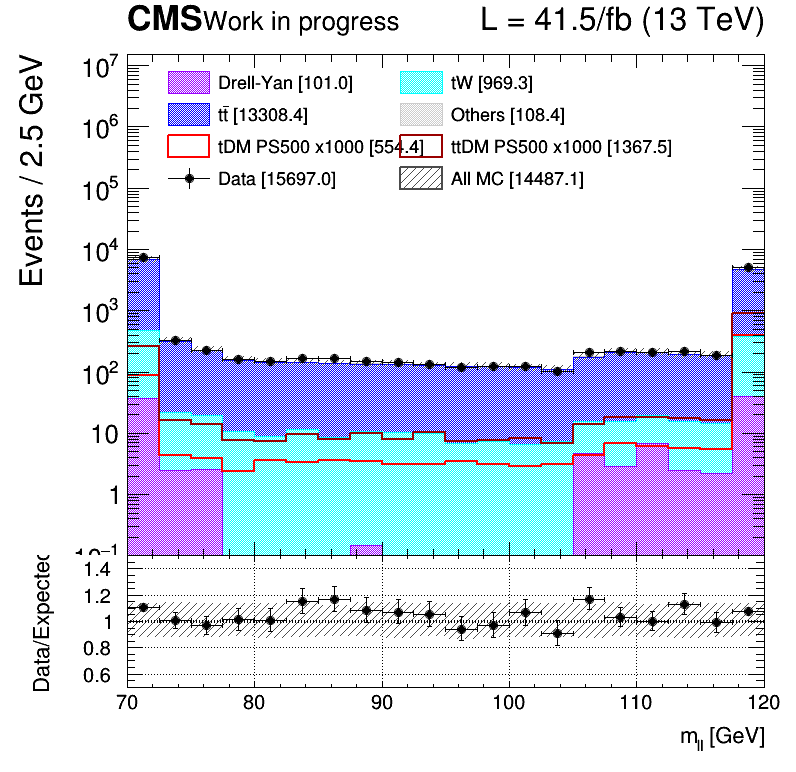 CMS Work in progress L = 41.5/fb (13 TeV)
Events / 2.5 GeV
10⁷
10⁶
10⁵
10⁴
10³
10²
10
1
10⁻¹
Drell-Yan [101.0] tW [969.3]
tt̄ [13308.4] Others [108.4]
tDM PS500 x1000 [554.4] ttDM PS500 x1000 [1367.5]
Data [15697.0] All MC [14487.1]
Data/Expected
1.4
1.2
1
0.8
0.6
70 80 90 100 110 120
m_ll [GeV]